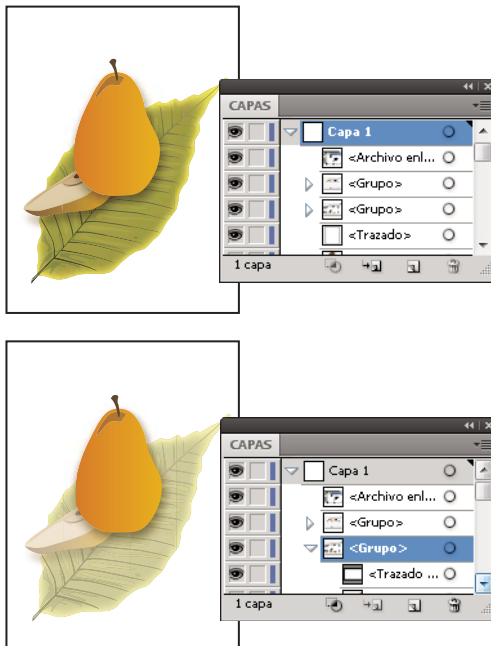 CAPAS
Capa 1
<Archivo enl...
<Grupo>
<Grupo>
<Trazado>
1 capa
CAPAS
Capa 1
<Archivo enl...
<Grupo>
<Grupo>
<Trazado ...
1 capa